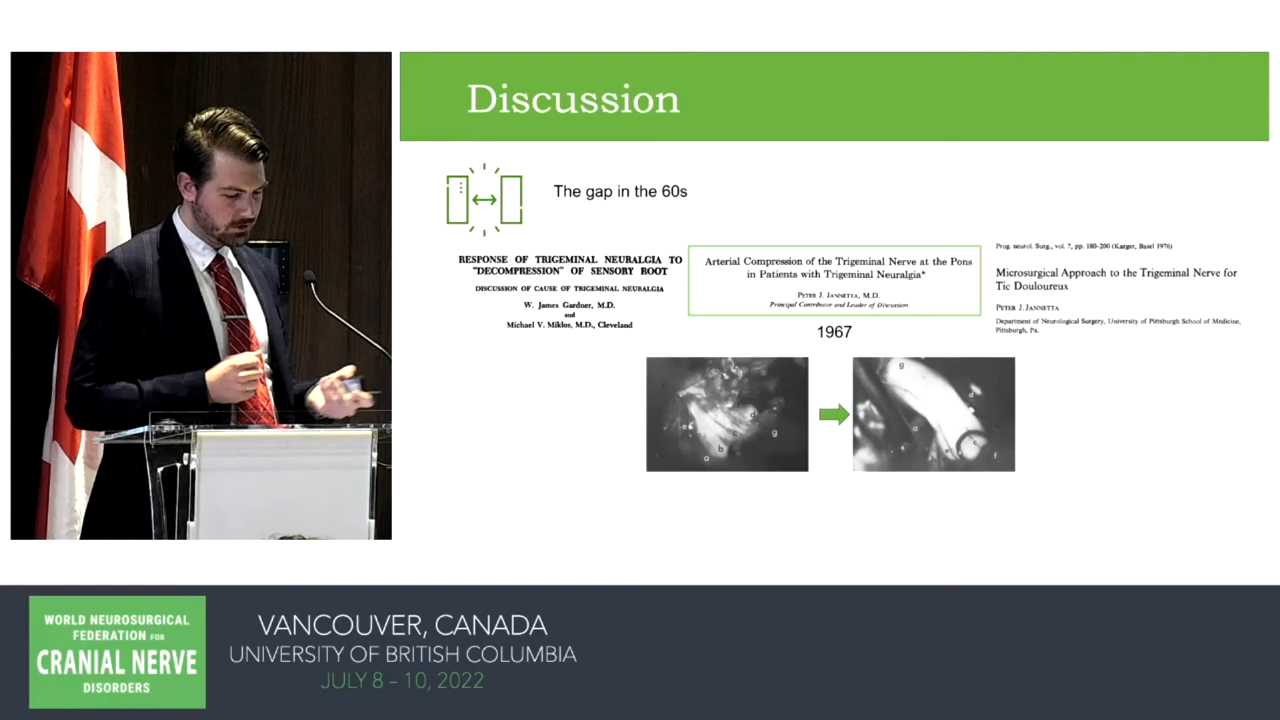 Discussion
The gap in the 60s
RESPONSE OF TRIGEMINAL NEURALGIA TO
"DECOMPRESSION" OF SENSORY ROOT
DISCUSSION OF CAUSE OF TRIGEMINAL NEURALGIA
W. James Gardner, M.D.
and
Michael V. Miklos, M.D., Cleveland
Arterial Compression of the Trigeminal Nerve at the Pons
in Patients with Trigeminal Neuralgia*
PETER J. JANNETTA, M.D.
Principal Contributor and Leader of Discussion
1967
Prog. neurol. Surg., vol. 7, pp. 180–200 (Karger, Basel 1976)
Microsurgical Approach to the Trigeminal Nerve for
Tic Douloureux
PETER J. JANNETTA
Department of Neurological Surgery, University of Pittsburgh School of Medicine,
Pittsburgh, Pa.
WORLD NEUROSURGICAL
FEDERATION FOR
CRANIAL NERVE
DISORDERS
VANCOUVER, CANADA
UNIVERSITY OF BRITISH COLUMBIA
JULY 8 – 10, 2022